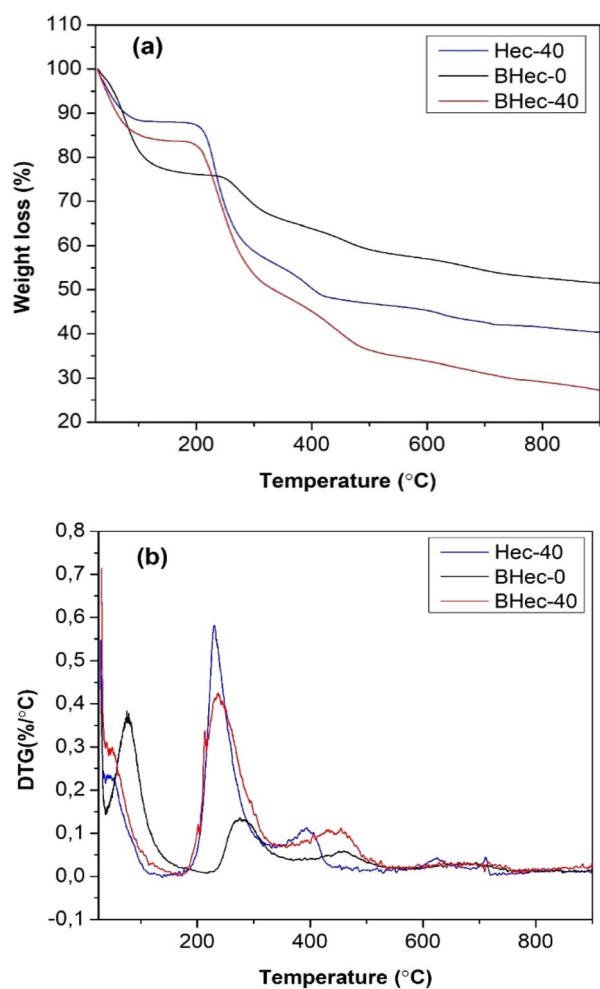 (a)
Hec-40
BHec-0
BHec-40
Weight loss (%)
100
90
80
70
60
50
40
30
20
200
400
600
800
Temperature (°C)
(b)
Hec-40
BHec-0
BHec-40
DTG(%/°C)
0,8
0,7
0,6
0,5
0,4
0,3
0,2
0,1
0,0
-0,1
200
400
600
800
Temperature (°C)